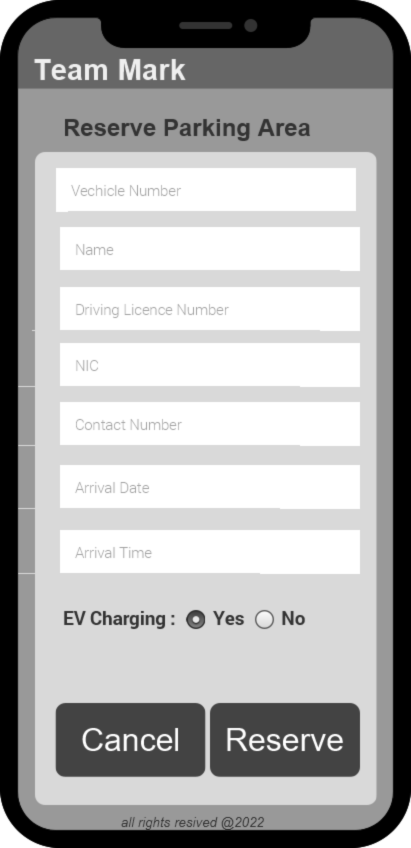 Team Mark
Reserve Parking Area
Vechicle Number
Name
Driving Licence Number
NIC
Contact Number
Arrival Date
Arrival Time
EV Charging : Yes No
Cancel Reserve
all rights resived @2022